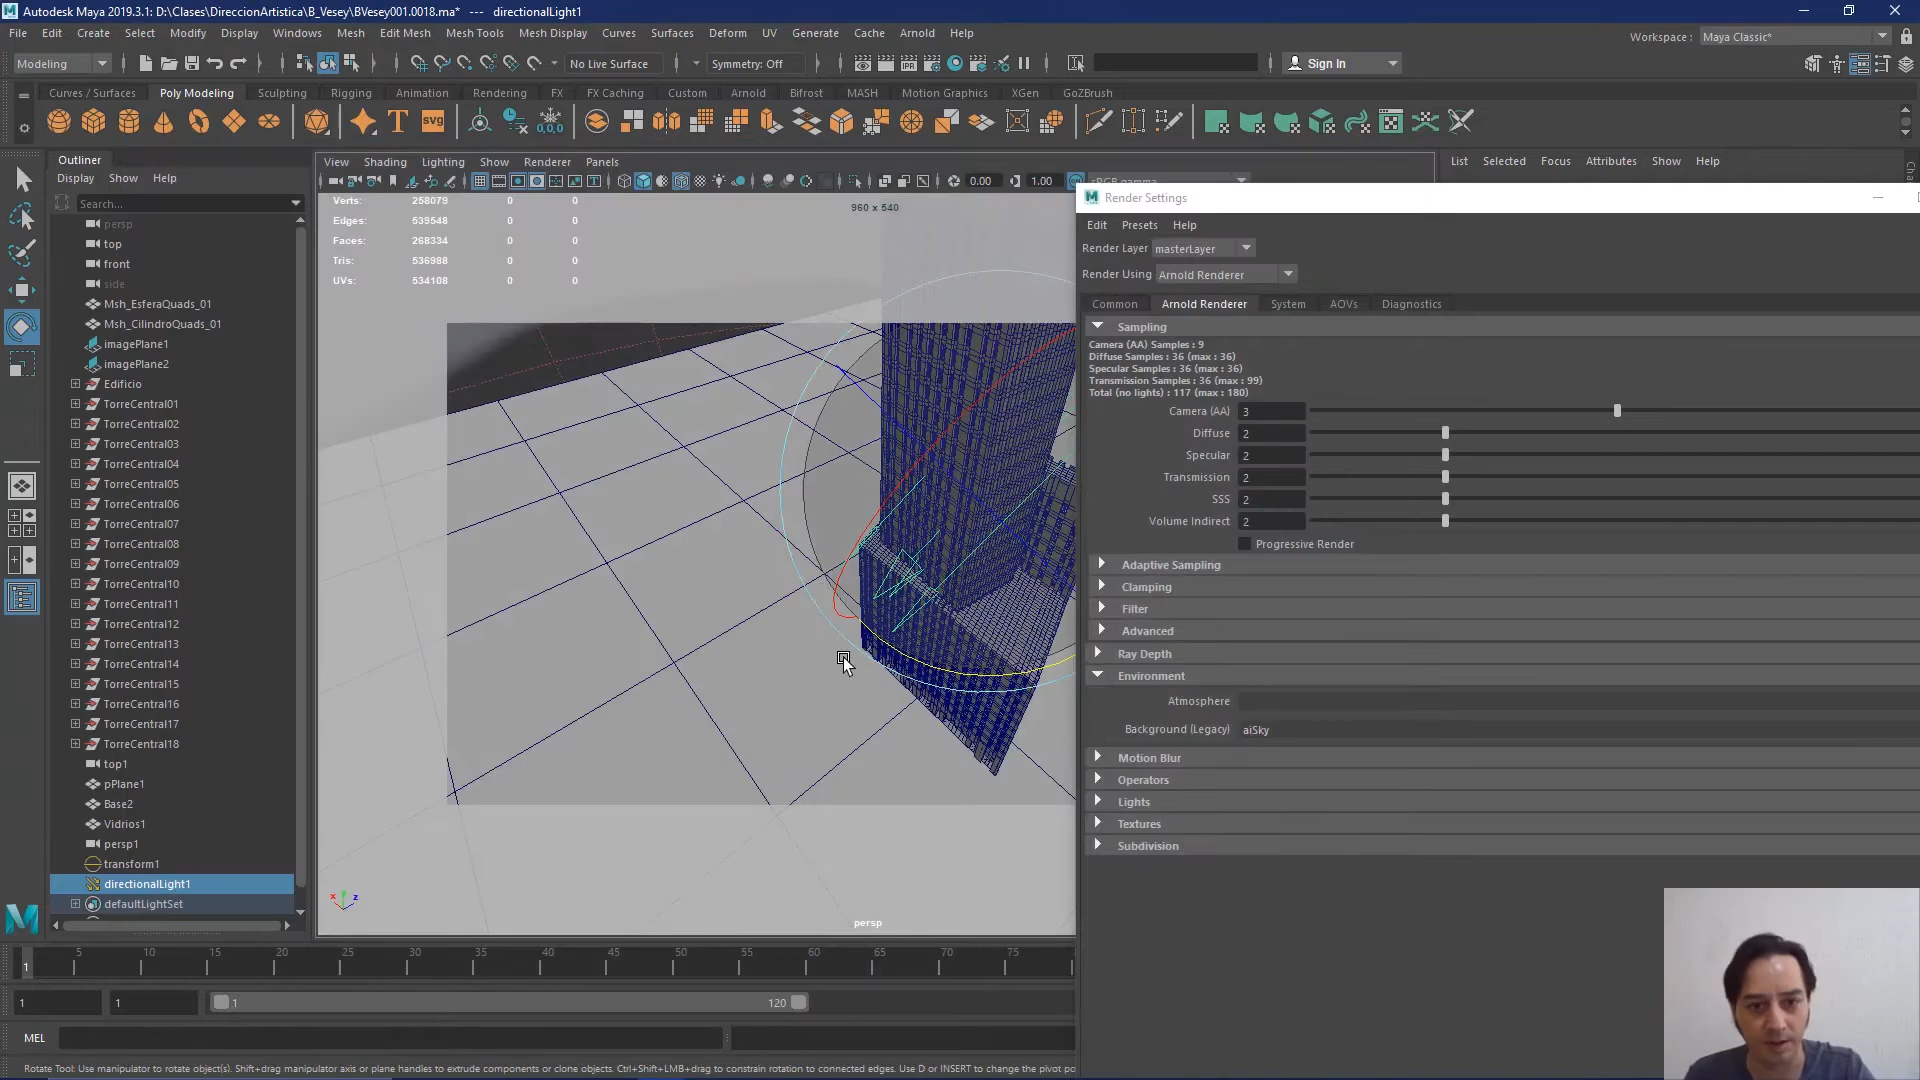 Autodesk Maya 2019.3.1: D:\Clases\DireccionArtistica\B_Vesey\BVesey001.0018.ma* --- directionalLight1
File Edit Create Select Modify Display Windows Mesh Edit Mesh Mesh Tools Mesh Display Curves Surfaces Deform UV Generate Cache Arnold Help
Workspace : Maya Classic*
Modeling
No Live Surface
Symmetry: Off
Sign In
Curves / Surfaces Poly Modeling Sculpting Rigging Animation Rendering FX FX Caching Custom Arnold Bifrost MASH Motion Graphics XGen GoZBrush
T
SVG
0,0,0
Outliner
Display Show Help
Search...
persp
top
front
side
Msh_EsferaQuads_01
Msh_CilindroQuads_01
imagePlane1
imagePlane2
Edificio
TorreCentral01
TorreCentral02
TorreCentral03
TorreCentral04
TorreCentral05
TorreCentral06
TorreCentral07
TorreCentral08
TorreCentral09
TorreCentral10
TorreCentral11
TorreCentral12
TorreCentral13
TorreCentral14
TorreCentral15
TorreCentral16
TorreCentral17
TorreCentral18
top1
pPlane1
Base2
Vidrios1
persp1
transform1
directionalLight1
defaultLightSet
View Shading Lighting Show Renderer Panels
0.00
1.00
sRGB gamma
Verts: 258079 0 0
Edges: 539548 0 0
Faces: 268334 0 0
Tris: 536988 0 0
UVs: 534108 0 0
960 x 540
x y z
persp
List Selected Focus Attributes Show Help
Render Settings
Edit Presets Help
Render Layer masterLayer
Render Using Arnold Renderer
Common Arnold Renderer System AOVs Diagnostics
Sampling
Camera (AA) Samples : 9
Diffuse Samples : 36 (max : 36)
Specular Samples : 36 (max : 36)
Transmission Samples : 36 (max : 99)
Total (no lights) : 117 (max : 180)
Camera (AA) 3
Diffuse 2
Specular 2
Transmission 2
SSS 2
Volume Indirect 2
Progressive Render
Adaptive Sampling
Clamping
Filter
Advanced
Ray Depth
Environment
Atmosphere
Background (Legacy) aiSky
Motion Blur
Operators
Lights
Textures
Subdivision
1 5 10 15 20 25 30 35 40 45 50 55 60 65 70 75
1 1 1 120
MEL
Rotate Tool: Use manipulator to rotate object(s). Shift+drag manipulator axis or plane handles to extrude components or clone objects. Ctrl+Shift+LMB+drag to constrain rotation to connected edges. Use D or INSERT to change the pivot po